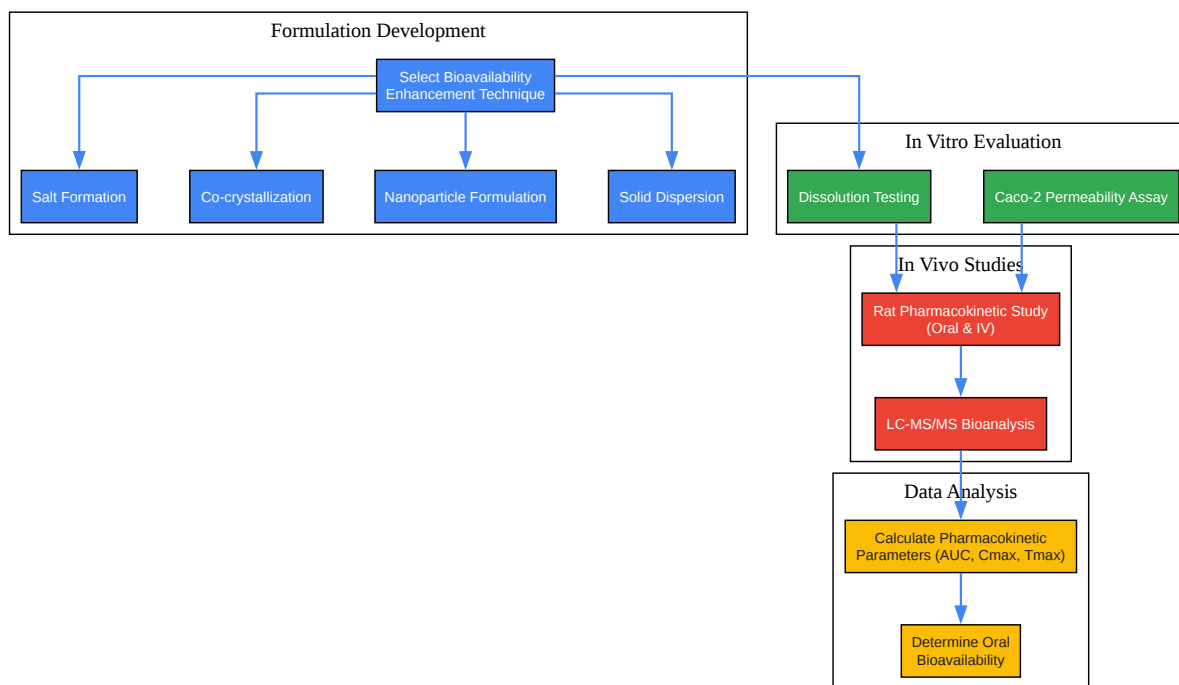 Formulation Development
Select Bioavailability
Enhancement Technique
Salt Formation
Co-crystallization
Nanoparticle Formulation
Solid Dispersion
In Vitro Evaluation
Dissolution Testing
Caco-2 Permeability Assay
In Vivo Studies
Rat Pharmacokinetic Study
(Oral & IV)
LC-MS/MS Bioanalysis
Data Analysis
Calculate Pharmacokinetic
Parameters (AUC, Cmax, Tmax)
Determine Oral
Bioavailability